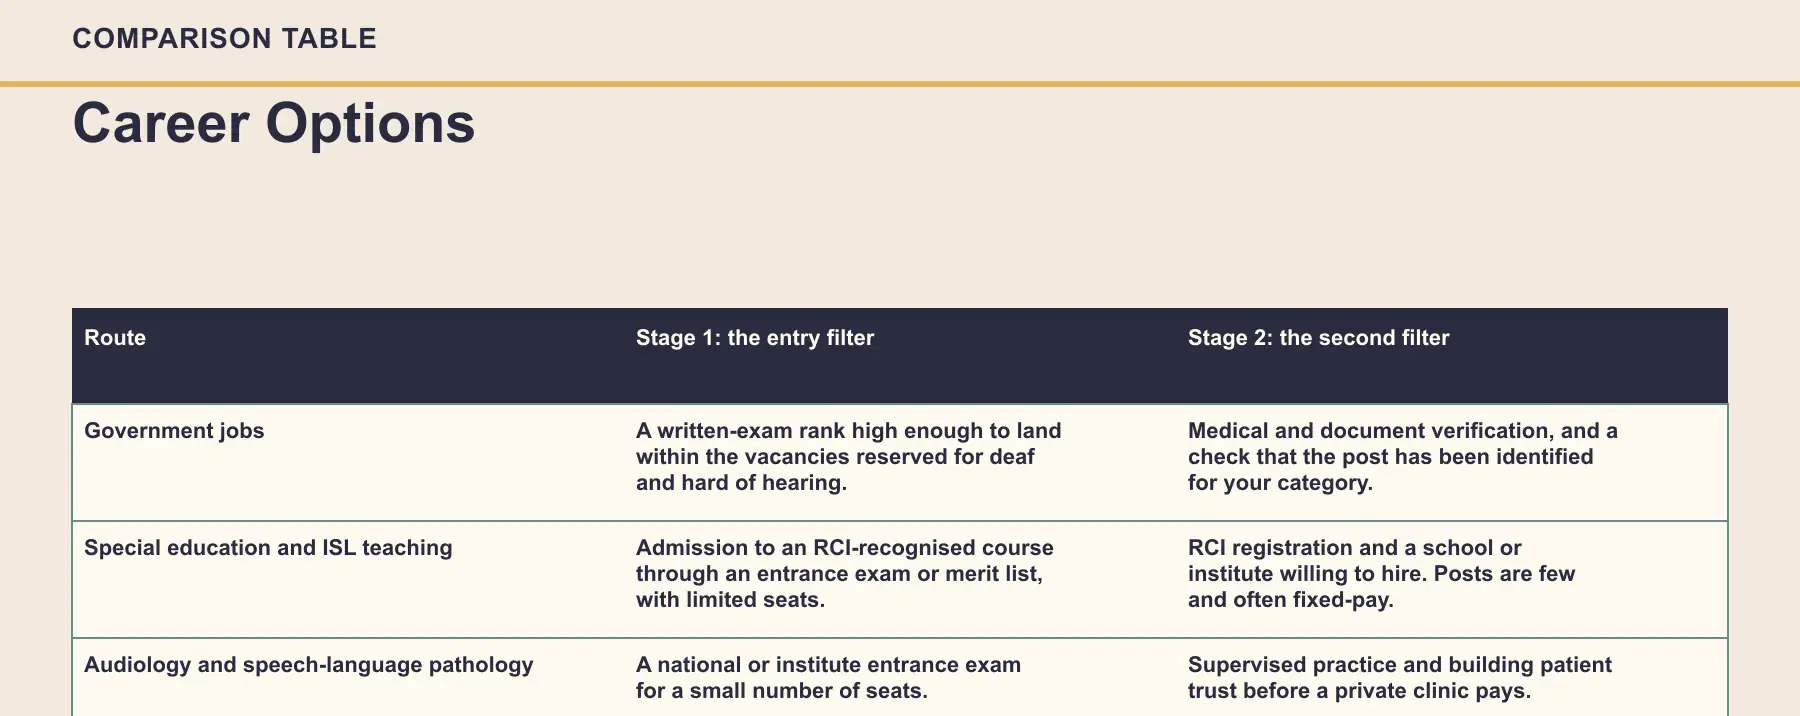 COMPARISON TABLE
Career Options
Route
Stage 1: the entry filter
Stage 2: the second filter
Government jobs
A written-exam rank high enough to land
within the vacancies reserved for deaf
and hard of hearing.
Medical and document verification, and a
check that the post has been identified
for your category.
Special education and ISL teaching
Admission to an RCI-recognised course
through an entrance exam or merit list,
with limited seats.
RCI registration and a school or
institute willing to hire. Posts are few
and often fixed-pay.
Audiology and speech-language pathology
A national or institute entrance exam
for a small number of seats.
Supervised practice and building patient
trust before a private clinic pays.